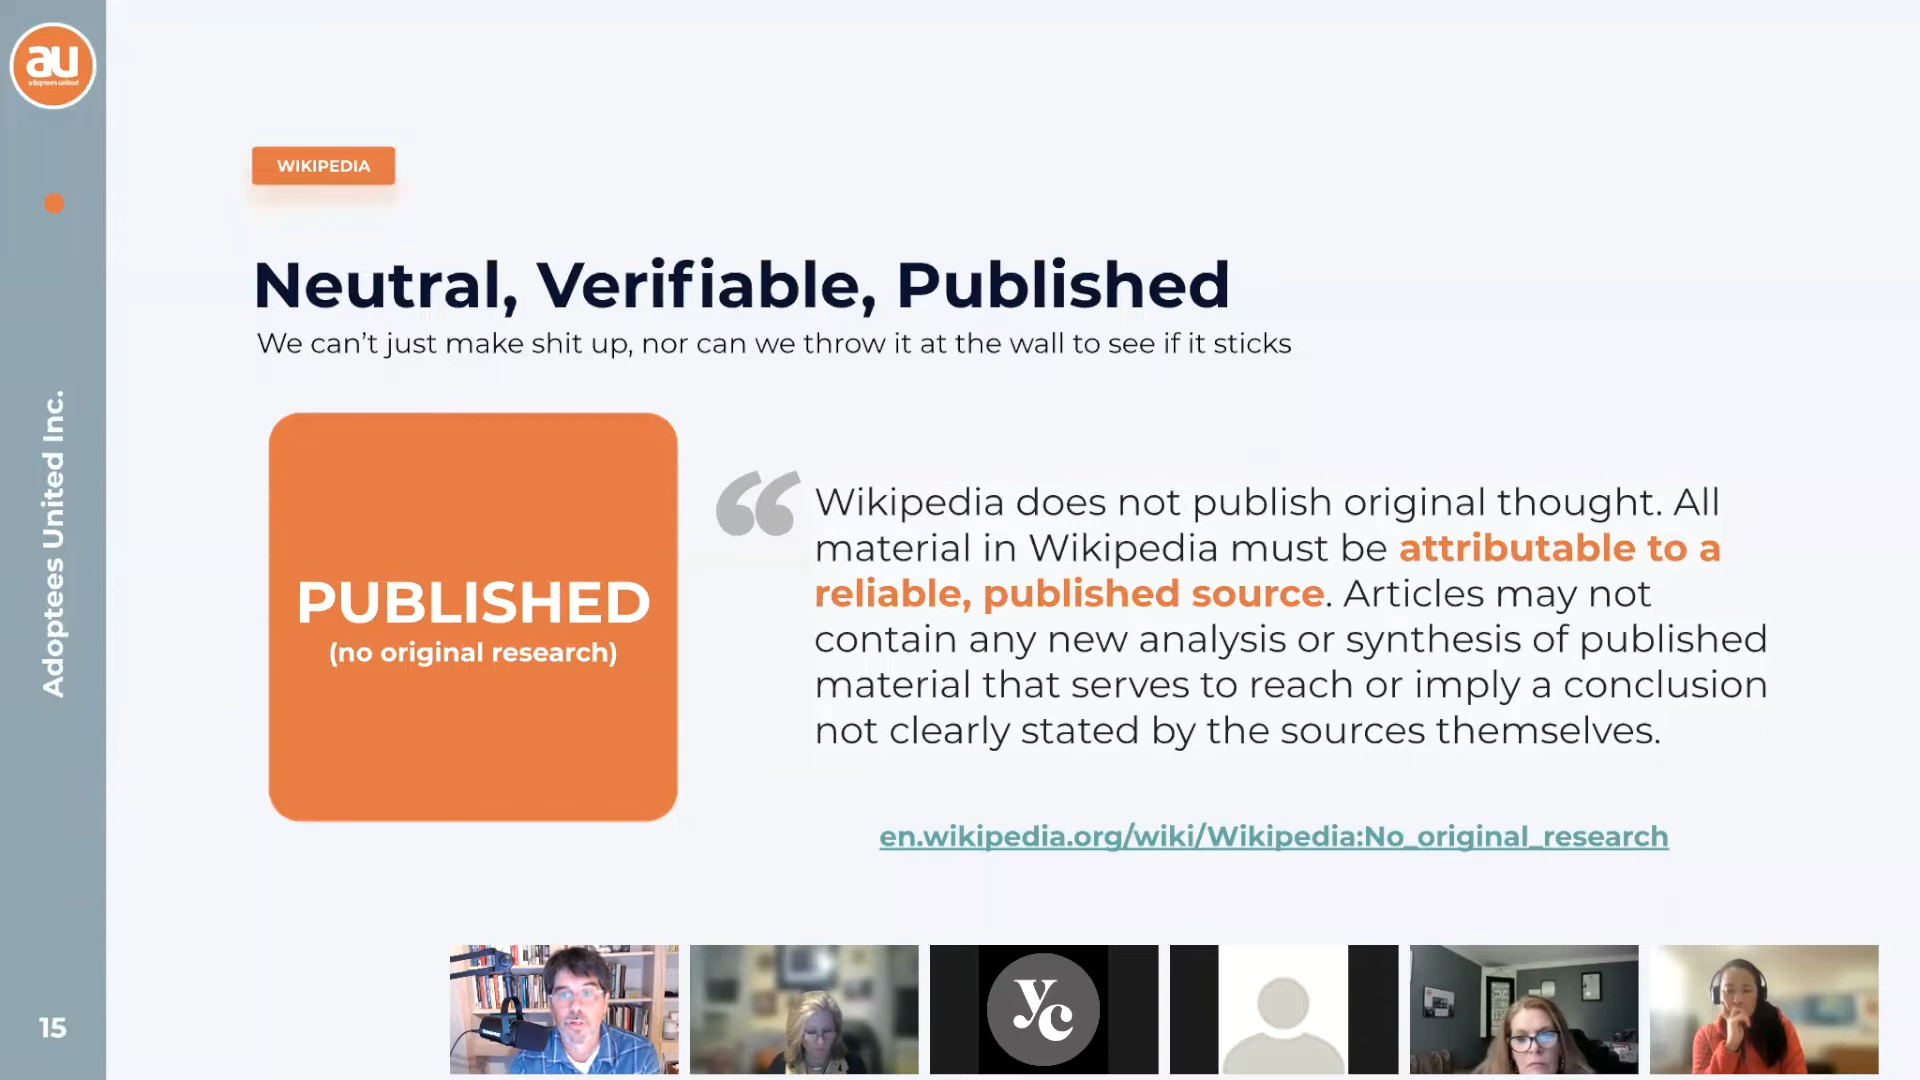 au
adoptees united
WIKIPEDIA
Neutral, Verifiable, Published
We can’t just make shit up, nor can we throw it at the wall to see if it sticks
PUBLISHED
(no original research)
“
Wikipedia does not publish original thought. All
material in Wikipedia must be attributable to a
reliable, published source. Articles may not
contain any new analysis or synthesis of published
material that serves to reach or imply a conclusion
not clearly stated by the sources themselves.
en.wikipedia.org/wiki/Wikipedia:No_original_research
Adoptees United Inc.
15
yc